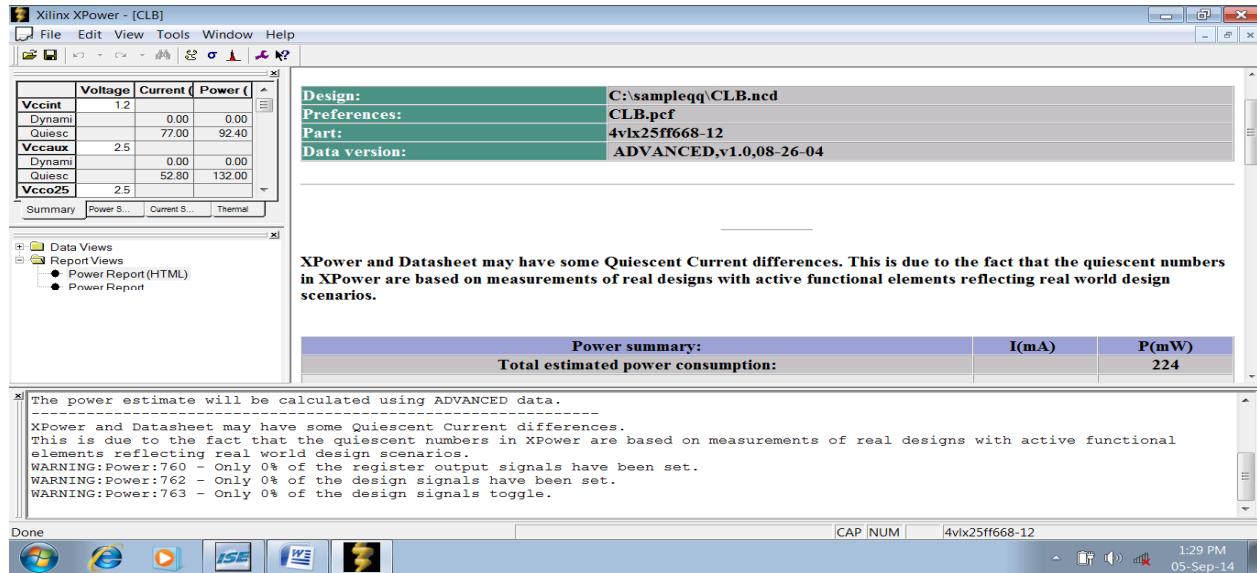 Xilinx XPower - [CLB]
File Edit View Tools Window Help
Voltage Current ( Power (
Vccint 1.2
Dynami 0.00 0.00
Quiesc 77.00 92.40
Vccaux 2.5
Dynami 0.00 0.00
Quiesc 52.80 132.00
Vcco25 2.5
Summary Power S... Current S... Thermal
Data Views
Report Views
Power Report (HTML)
Power Report
Design: C:\sampleqq\CLB.ncd
Preferences: CLB.pcf
Part: 4vlx25ff668-12
Data version: ADVANCED,v1.0,08-26-04
XPower and Datasheet may have some Quiescent Current differences. This is due to the fact that the quiescent numbers
in XPower are based on measurements of real designs with active functional elements reflecting real world design
scenarios.
Power summary: I(mA) P(mW)
Total estimated power consumption: 224
The power estimate will be calculated using ADVANCED data.
---------------------------------------------------------------
XPower and Datasheet may have some Quiescent Current differences.
This is due to the fact that the quiescent numbers in XPower are based on measurements of real designs with active functional
elements reflecting real world design scenarios.
WARNING:Power:760 - Only 0% of the register output signals have been set.
WARNING:Power:762 - Only 0% of the design signals have been set.
WARNING:Power:763 - Only 0% of the design signals toggle.
Done CAP NUM 4vlx25ff668-12
ISE
1:29 PM
05-Sep-14